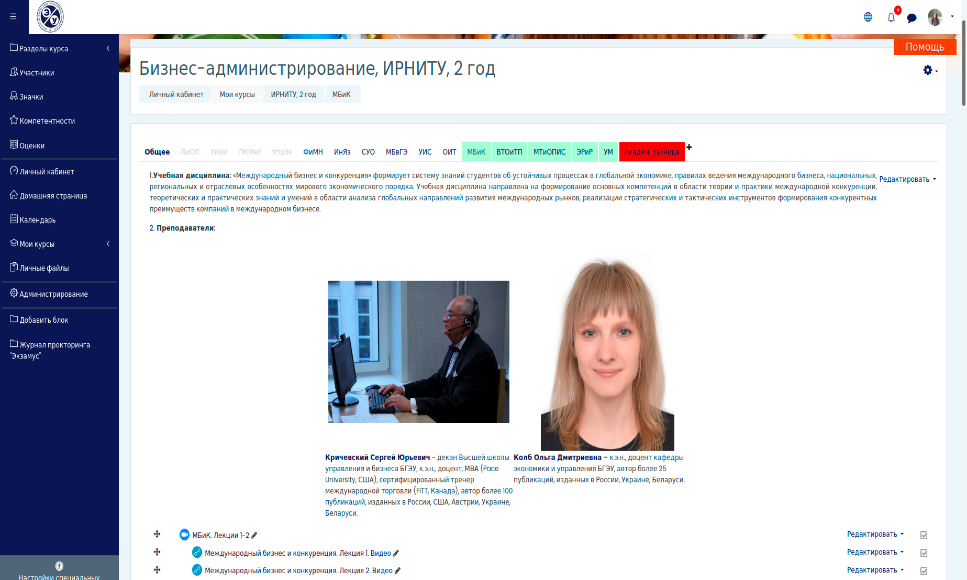 4
Помощь
Разделы курса
Участники
Значки
Компетентности
Оценки
Личный кабинет
Домашняя страница
Календарь
Мои курсы
Личные файлы
Администрирование
Добавить блок
Журнал прокторинга
"Экзамус"
Настройки специальных
Бизнес-администрирование, ИРНИТУ, 2 год
Личный кабинет Мои курсы ИРНИТУ, 2 год МБиК
Общее ЛиОП УКиИ ПКМвУ УпрЭк ФиМН ИнЯз СУО МБвГЭ УИС ОИТ МБиК ВТОиТП МТиОПИС ЭРиР УМ
1.Учебная дисциплина: «Международный бизнес и конкуренция» формирует систему знаний студентов об устойчивых процессах в глобальной экономике, правилах ведения международного бизнеса, национальных,
Редактировать
региональных и отраслевых особенностях мирового экономического порядка. Учебная дисциплина направлена на формирование основных компетенций в области теории и практики международной конкуренции,
теоретических и практических знаний и умений в области анализа глобальных направлений развития международных рынков, реализации стратегических и тактических инструментов формирования конкурентных
преимуществ компаний в международном бизнесе.
2. Преподаватели:
Кричевский Сергей Юрьевич - декан Высшей школы
управления и бизнеса БГЭУ, к.э.н., доцент, MBA (Pace
University, США), сертифицированный тренер
международной торговли (FITT, Канада), автор более 100
публикаций, изданных в России, США, Австрии, Украине,
Беларуси.
Колб Ольга Дмитриевна - к.э.н., доцент кафедры
экономики и управления БГЭУ, автор более 25
публикаций, изданных в России, Украине, Беларуси.
МБиК. Лекции 1-2 Редактировать
Международный бизнес и конкуренция. Лекция 1. Видео Редактировать
Международный бизнес и конкуренция. Лекция 2. Видео Редактировать